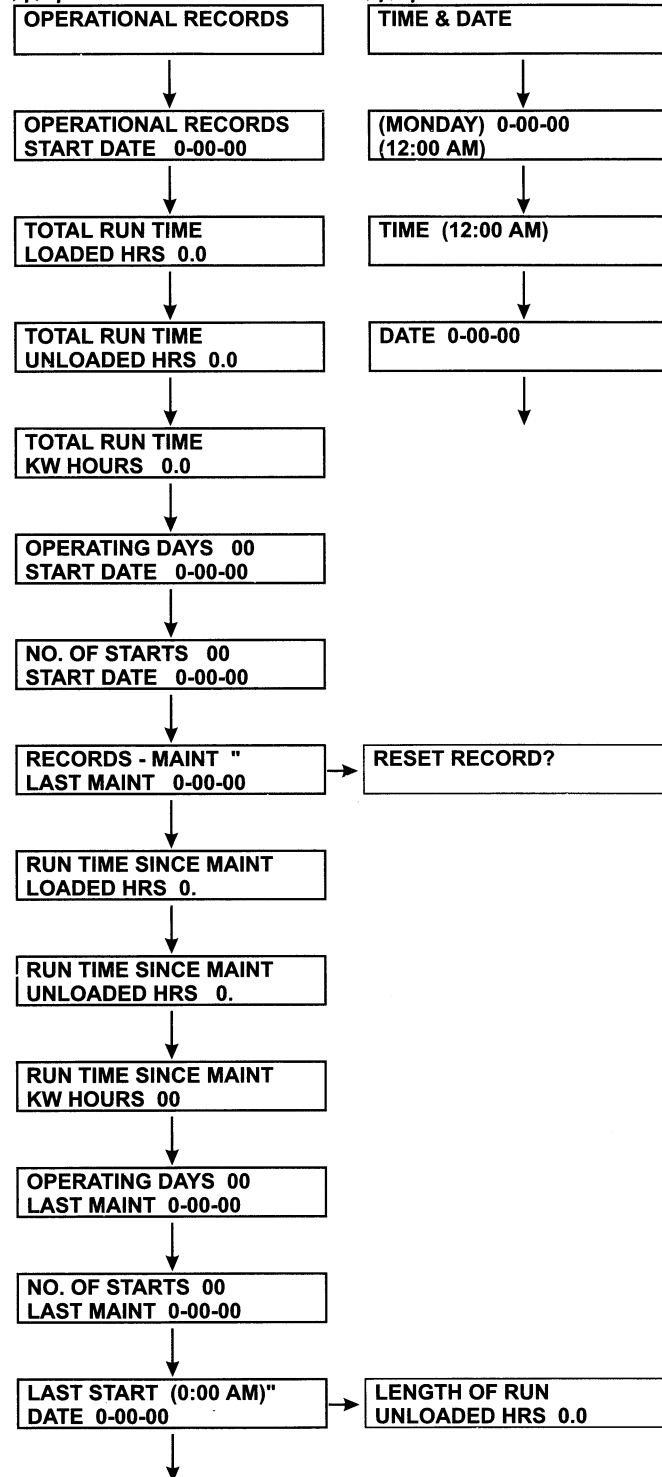 OPERATIONAL RECORDS
OPERATIONAL RECORDS
START DATE 0-00-00
TOTAL RUN TIME
LOADED HRS 0.0
TOTAL RUN TIME
UNLOADED HRS 0.0
TOTAL RUN TIME
KW HOURS 0.0
OPERATING DAYS 00
START DATE 0-00-00
NO. OF STARTS 00
START DATE 0-00-00
RECORDS - MAINT "
LAST MAINT 0-00-00
RESET RECORD?
RUN TIME SINCE MAINT
LOADED HRS 0.
RUN TIME SINCE MAINT
UNLOADED HRS 0.
RUN TIME SINCE MAINT
KW HOURS 00
OPERATING DAYS 00
LAST MAINT 0-00-00
NO. OF STARTS 00
LAST MAINT 0-00-00
LAST START (0:00 AM)"
DATE 0-00-00
LENGTH OF RUN
UNLOADED HRS 0.0
TIME & DATE
(MONDAY) 0-00-00
(12:00 AM)
TIME (12:00 AM)
DATE 0-00-00